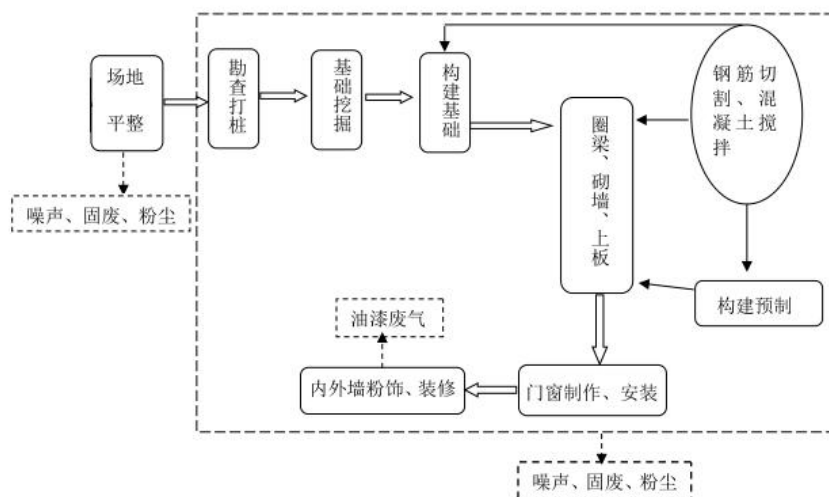 场地
平整
勘查打桩
基础挖掘
构建基础
钢筋切
割、混
凝土搅
拌
圈梁、砌墙、上板
噪声、固废、粉尘
构建预制
油漆废气
内外墙粉饰、装修
门窗制作、安装
噪声、固废、粉尘